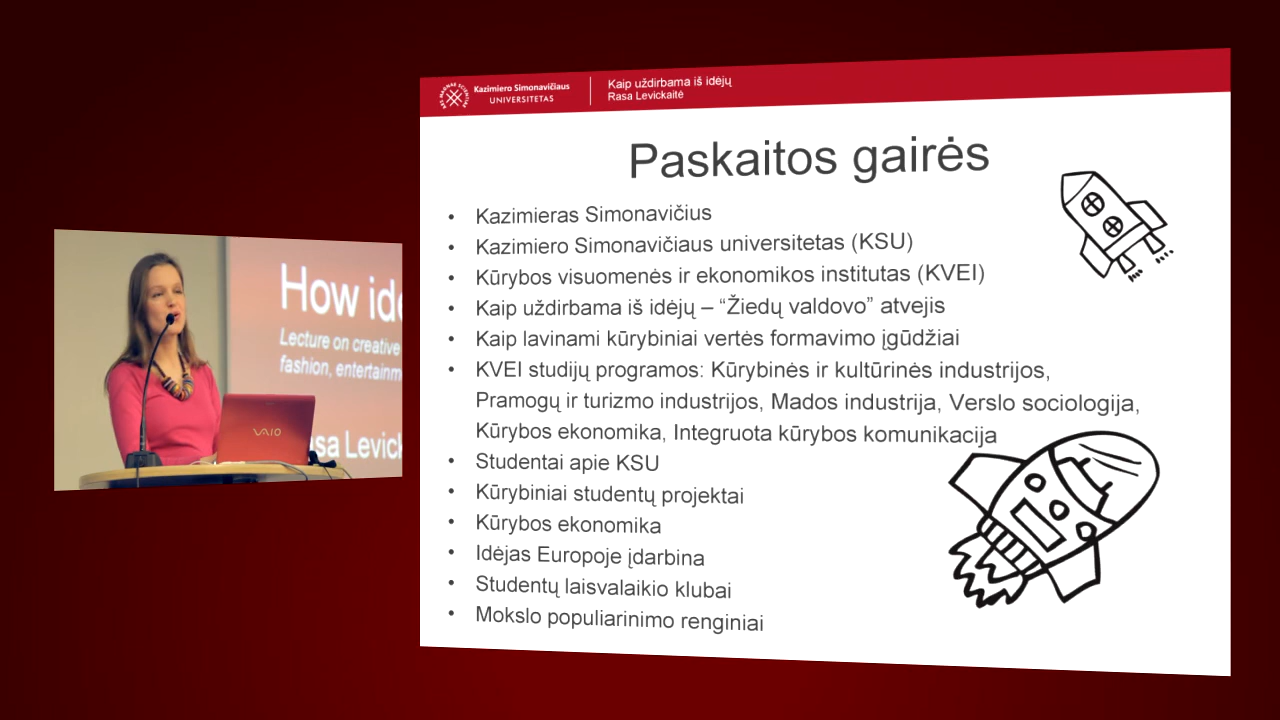 Kazimiero Simonavičiaus
UNIVERSITETAS
Kaip uždirbama iš idėjų
Rasa Levickaitė
Paskaitos gairės
• Kazimieras Simonavičius
• Kazimiero Simonavičiaus universitetas (KSU)
• Kūrybos visuomenės ir ekonomikos institutas (KVEI)
• Kaip uždirbama iš idėjų – “Žiedų valdovo” atvejis
• Kaip lavinami kūrybiniai vertės formavimo įgūdžiai
• KVEI studijų programos: Kūrybinės ir kultūrinės industrijos,
Pramogų ir turizmo industrijos, Mados industrija, Verslo sociologija,
Kūrybos ekonomika, Integruota kūrybos komunikacija
• Studentai apie KSU
• Kūrybiniai studentų projektai
• Kūrybos ekonomika
• Idėjas Europoje įdarbina
• Studentų laisvalaikio klubai
• Mokslo populiarinimo renginiai
How
Lecture on creative
fashion,
VAIO